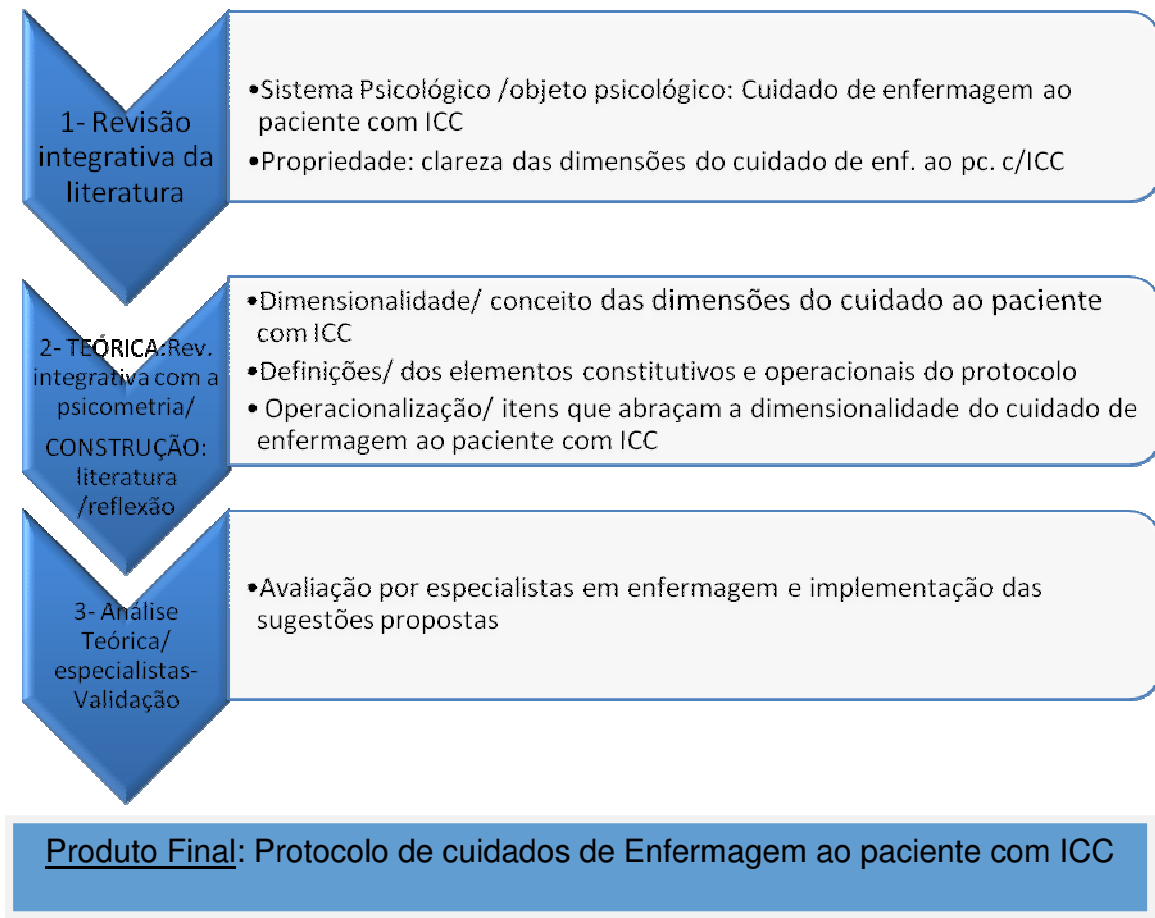 1- Revisão
integrativa da
literatura
•Sistema Psicológico /objeto psicológico: Cuidado de enfermagem ao
paciente com ICC
•Propriedade: clareza das dimensões do cuidado de enf. ao pc. c/ICC
2- TEÓRICA:Rev.
integrativa com a
psicometria/
CONSTRUÇÃO:
literatura
/reflexão
•Dimensionalidade/ conceito das dimensões do cuidado ao paciente
com ICC
•Definições/ dos elementos constitutivos e operacionais do protocolo
• Operacionalização/ itens que abraçam a dimensionalidade do cuidado de
enfermagem ao paciente com ICC
3- Análise
Teórica/
especialistas-
Validação
•Avaliação por especialistas em enfermagem e implementação das
sugestões propostas
Produto Final: Protocolo de cuidados de Enfermagem ao paciente com ICC